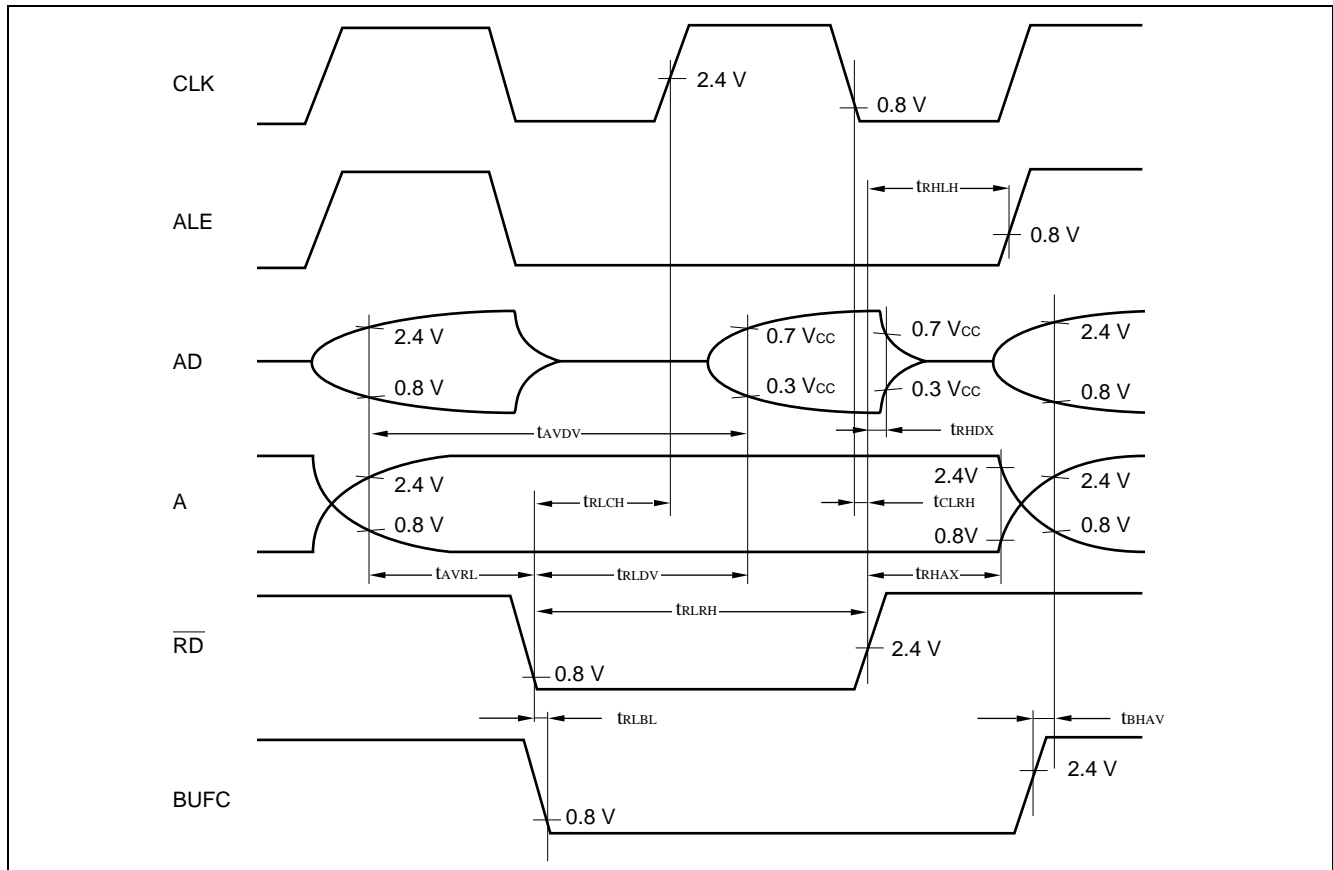 CLK
2.4 V
0.8 V
tRHLH
ALE
0.8 V
AD
2.4 V
0.7 VCC
0.7 VCC
2.4 V
0.8 V
0.3 VCC
0.3 VCC
0.8 V
tAVDV
tRHDX
A
2.4 V
2.4V
2.4 V
tRLCH
tCLRH
0.8 V
0.8V
0.8 V
tAVRL
tRLDV
tRHAX
tRLRH
RD
2.4 V
0.8 V
tRLBL
tBHAV
BUFC
2.4 V
0.8 V